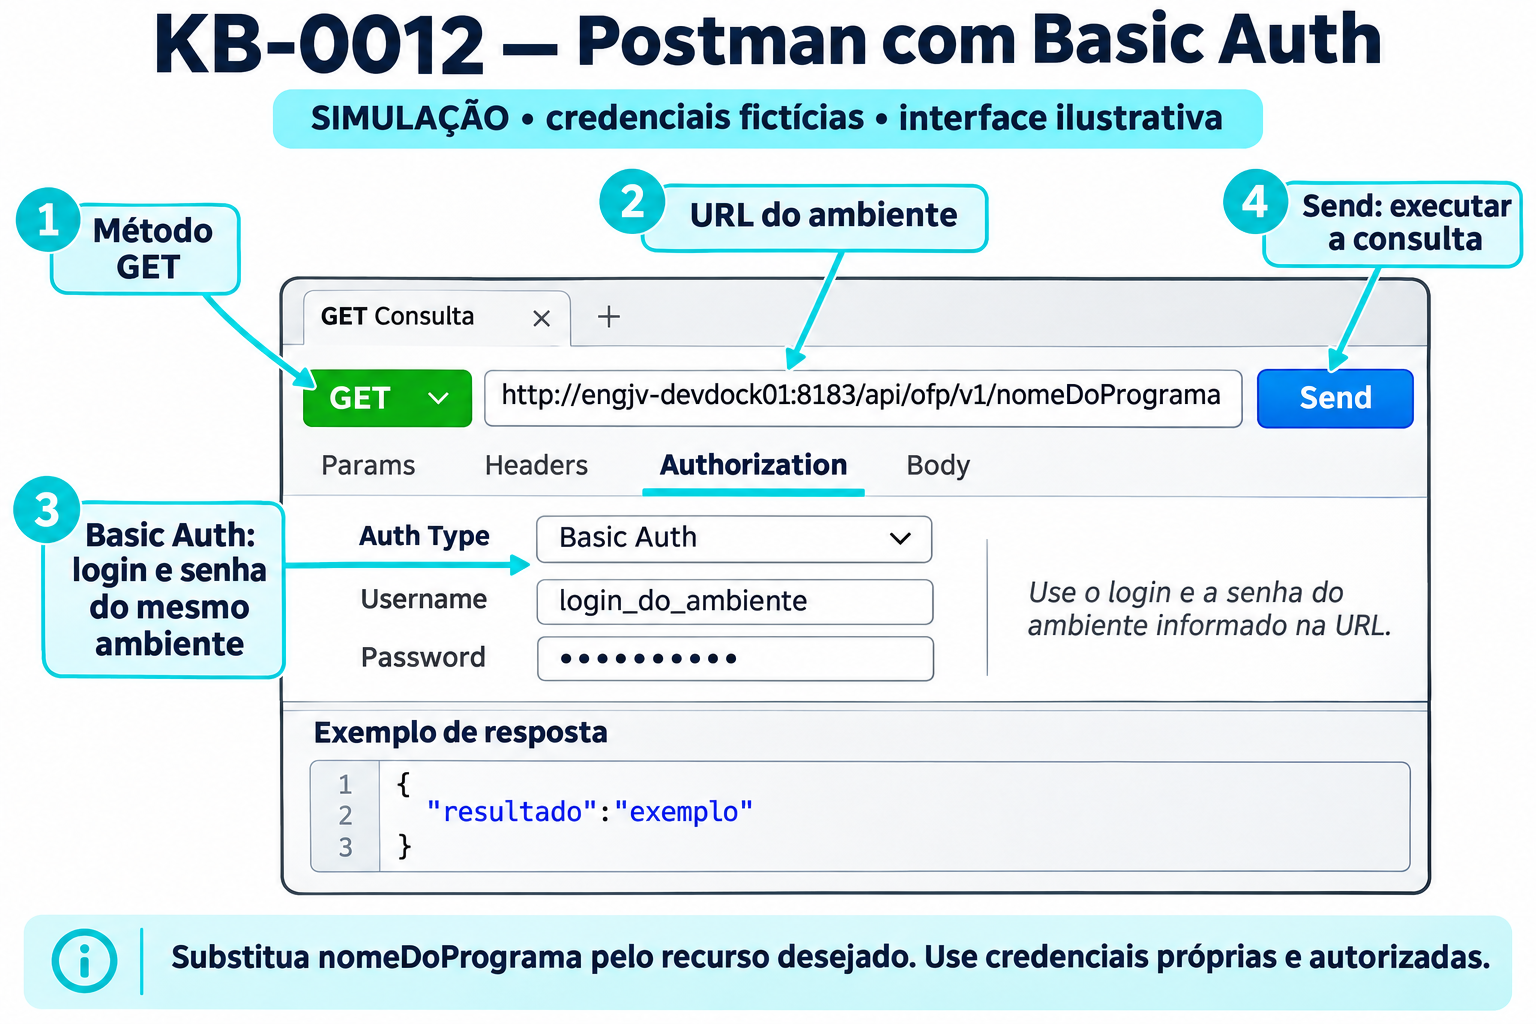 KB-0012 — Postman com Basic Auth
SIMULAÇÃO • credenciais fictícias • interface ilustrativa
1
Método
GET
2
URL do ambiente
4
Send: executar
a consulta
GET Consulta × +
GET
http://engjv-devdock01:8183/api/ofp/v1/nomeDoPrograma
Send
Params Headers Authorization Body
3
Basic Auth:
login e senha
do mesmo
ambiente
Auth Type Basic Auth
Username login_do_ambiente
Password ••••••••••
Use o login e a senha do
ambiente informado na URL.
Exemplo de resposta
1 {
2 "resultado":"exemplo"
3 }
Substitua nomeDoPrograma pelo recurso desejado. Use credenciais próprias e autorizadas.